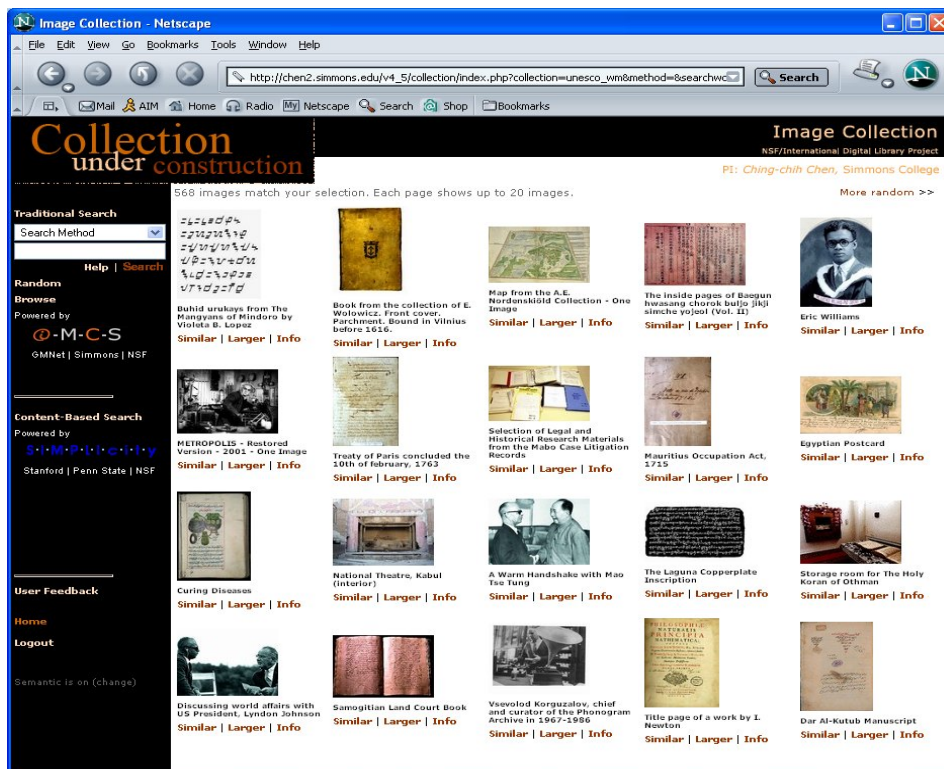 Image Collection - Netscape
File Edit View Go Bookmarks Tools Window Help
http://chen2.simmons.edu/v4_5/collection/index.php?collection=unesco_wm&method=&searchwc
Search
Mail AIM Home Radio My Netscape Search Shop Bookmarks
Collection
under construction
Image Collection
NSF/International Digital Library Project
PI: Ching-chih Chen, Simmons College
568 images match your selection. Each page shows up to 20 images.
More random >>
Traditional Search
Search Method
Help | Search
Random
Browse
Powered by
@-M-C-S
GMNet | Simmons | NSF
Content-Based Search
Powered by
S·I·M·P·L·I·c·i·t·y
Stanford | Penn State | NSF
User Feedback
Home
Logout
Semantic is on (change)
Buhid urukays from The
Mangyans of Mindoro by
Violeta B. Lopez
Similar | Larger | Info
Book from the collection of E.
Wolowicz. Front cover.
Parchment. Bound in Vilnius
before 1616.
Similar | Larger | Info
Map from the A.E.
Nordenskiöld Collection - One
Image
Similar | Larger | Info
The inside pages of Baegun
hwasang chorok buljo jikji
simche yojeol (Vol. II)
Similar | Larger | Info
Eric Williams
Similar | Larger | Info
METROPOLIS - Restored
Version - 2001 - One Image
Similar | Larger | Info
Treaty of Paris concluded the
10th of february, 1763
Similar | Larger | Info
Selection of Legal and
Historical Research Materials
from the Mabo Case Litigation
Records
Similar | Larger | Info
Mauritius Occupation Act,
1715
Similar | Larger | Info
Egyptian Postcard
Similar | Larger | Info
Curing Diseases
Similar | Larger | Info
National Theatre, Kabul
(interior)
Similar | Larger | Info
A Warm Handshake with Mao
Tse Tung
Similar | Larger | Info
The Laguna Copperplate
Inscription
Similar | Larger | Info
Storage room for The Holy
Koran of Othman
Similar | Larger | Info
Discussing world affairs with
US President, Lyndon Johnson
Similar | Larger | Info
Samogitian Land Court Book
Similar | Larger | Info
Vsevolod Korguzalov, chief
and curator of the Phonogram
Archive in 1967-1986
Similar | Larger | Info
PHILOSOPHIÆ
NATURALIS
PRINCIPIA
MATHEMATICA.
Title page of a work by I.
Newton
Similar | Larger | Info
Dar Al-Kutub Manuscript
Similar | Larger | Info